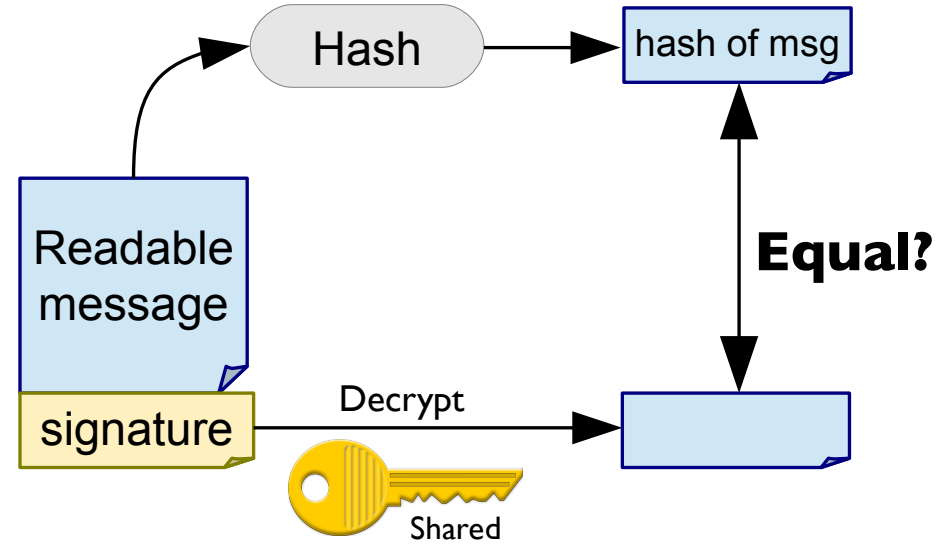 Hash
hash of msg
Readable
message
Equal?
signature
Decrypt
Shared